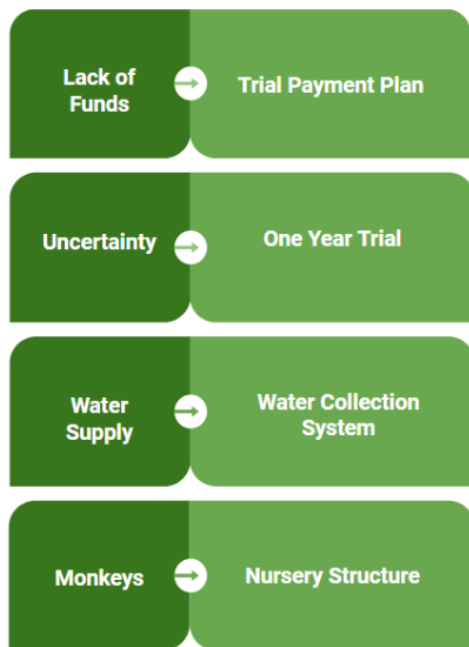 Lack of
Funds
Trial Payment Plan
Uncertainty
One Year Trial
Water
Supply
Water Collection
System
Monkeys
Nursery Structure